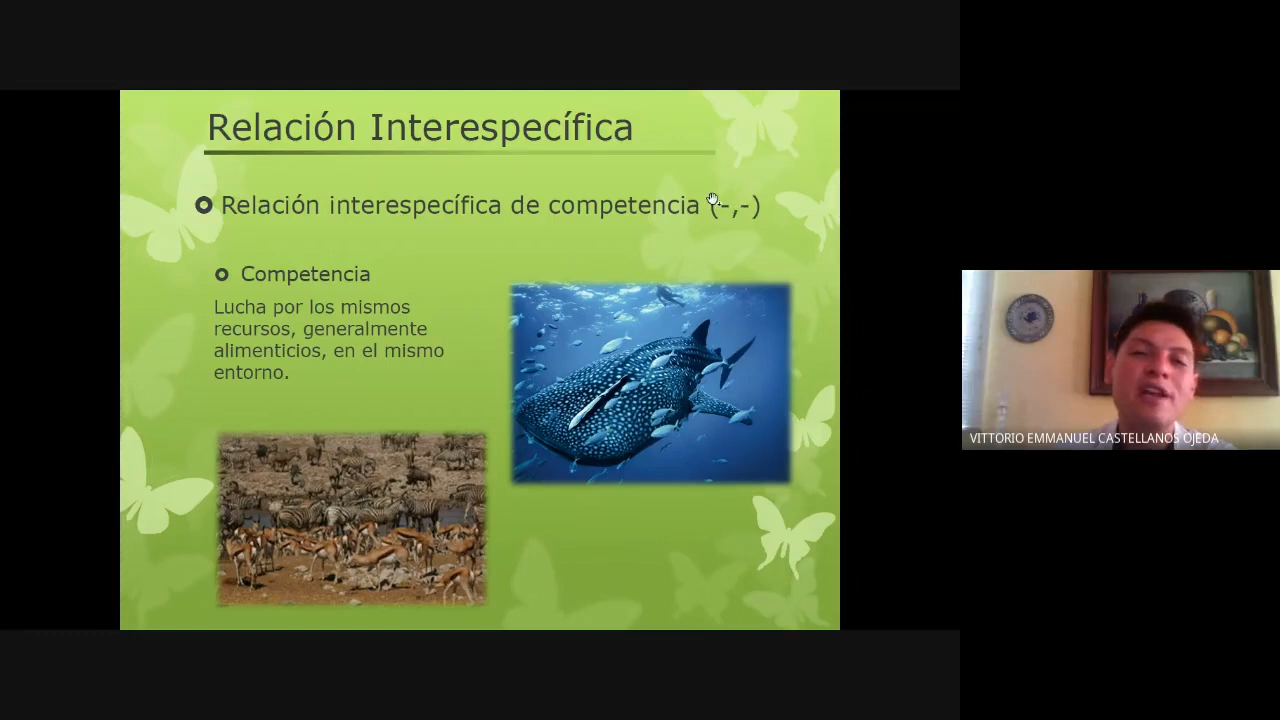 Relación Interespecífica
Relación interespecífica de competencia (-,-)
Competencia
Lucha por los mismos
recursos, generalmente
alimenticios, en el mismo
entorno.
VITTORIO EMMANUEL CASTELLANOS OJEDA